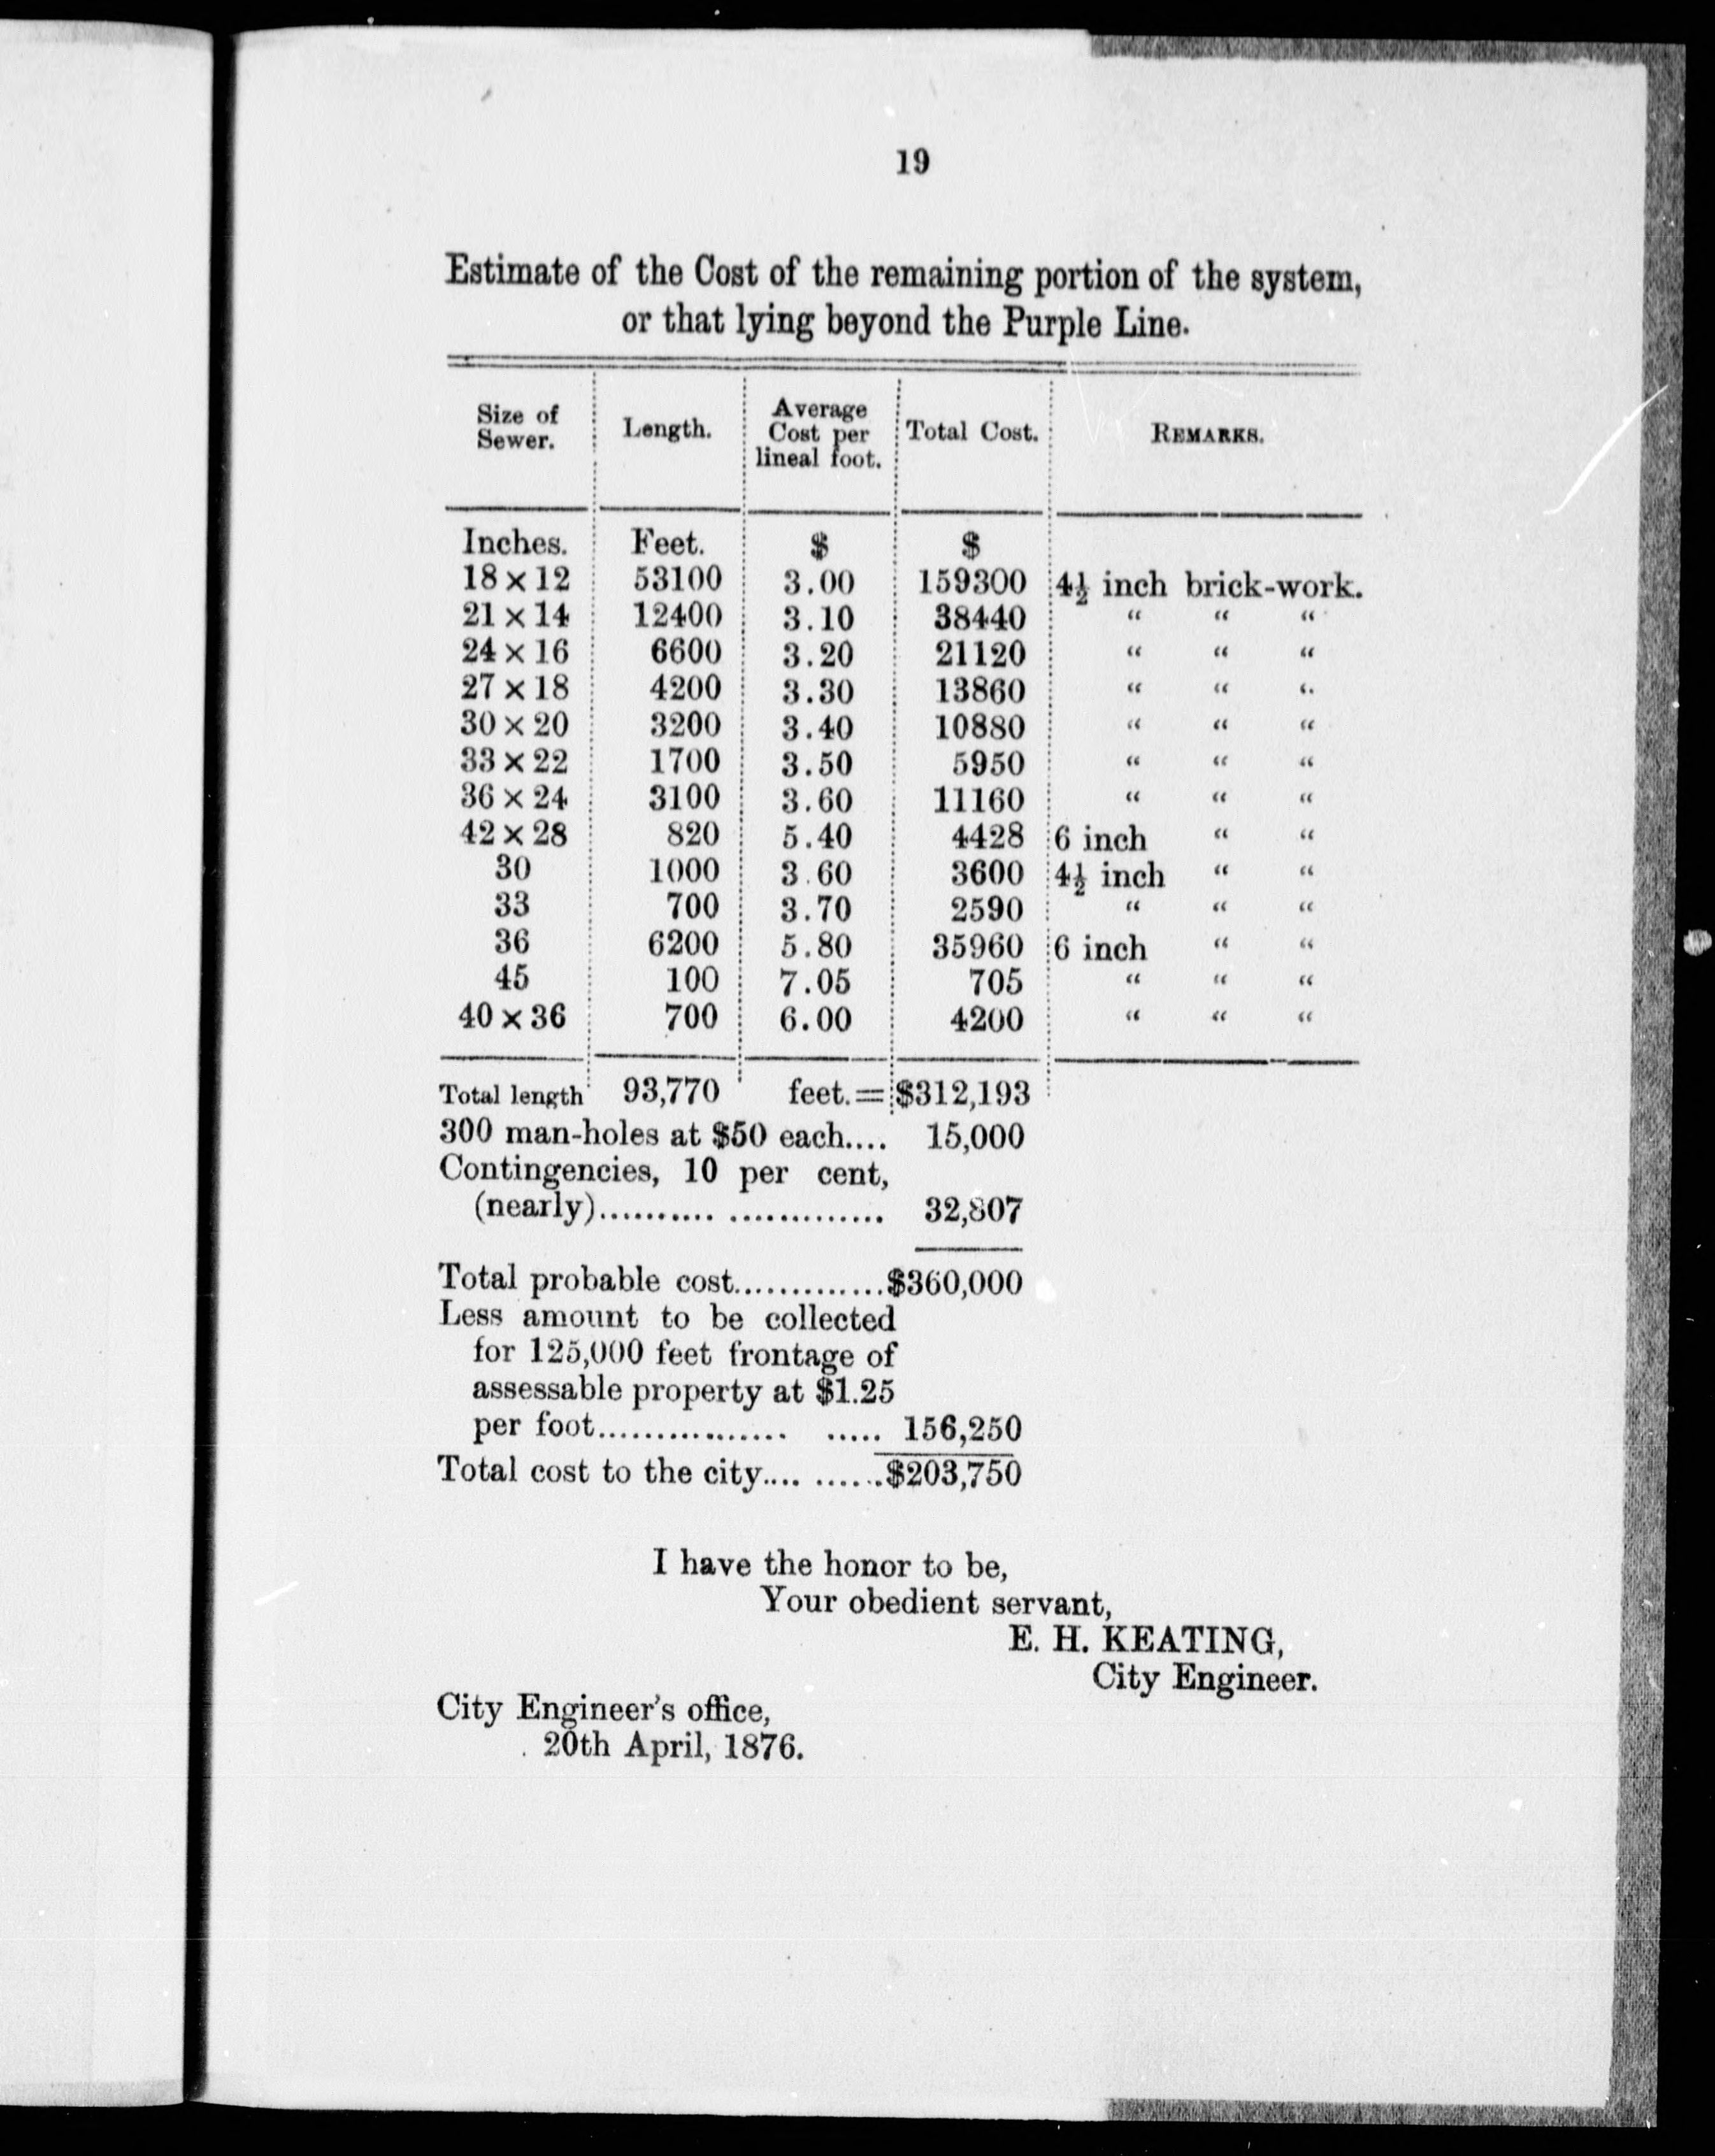 19
Estimate of the Cost of the remaining portion of the system,
or that lying beyond the Purple Line.
Size of Sewer. Length. Average Cost per lineal foot. Total Cost. REMARKS.
Inches. Feet. $ $
18 × 12 53100 3.00 159300 4½ inch brick-work.
21 × 14 12400 3.10 38440 “ “ “
24 × 16 6600 3.20 21120 “ “ “
27 × 18 4200 3.30 13860 “ “ “
30 × 20 3200 3.40 10880 “ “ “
33 × 22 1700 3.50 5950 “ “ “
36 × 24 3100 3.60 11160 “ “ “
42 × 28 820 5.40 4428 6 inch “ “
30 1000 3.60 3600 4½ inch “ “
33 700 3.70 2590 “ “ “
36 6200 5.80 35960 6 inch “ “
45 100 7.05 705 “ “ “
40 × 36 700 6.00 4200 “ “ “
Total length 93,770 feet. = $312,193
300 man-holes at $50 each.... 15,000
Contingencies, 10 per cent,
(nearly)....................... 32,807
Total probable cost..............$360,000
Less amount to be collected
for 125,000 feet frontage of
assessable property at $1.25
per foot................ ..... 156,250
Total cost to the city.... ......$203,750
I have the honor to be,
Your obedient servant,
E. H. KEATING,
City Engineer.
City Engineer's office,
20th April, 1876.